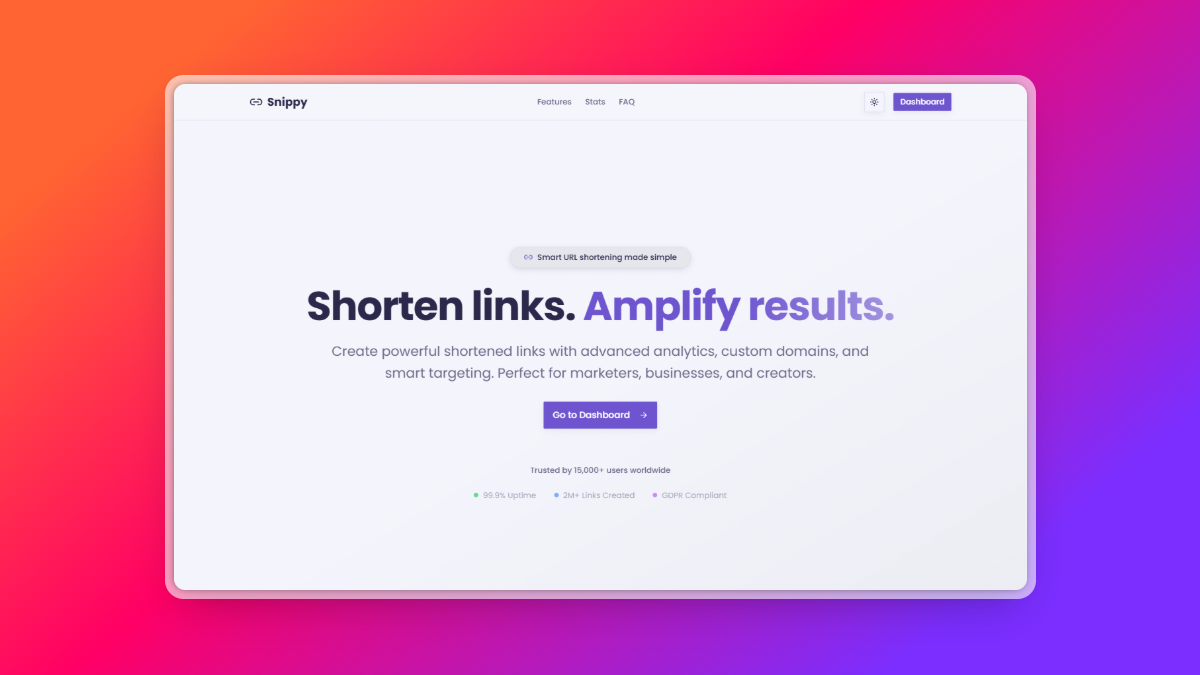 Snippy
Features Stats FAQ
Dashboard
Smart URL shortening made simple
Shorten links. Amplify results.
Create powerful shortened links with advanced analytics, custom domains, and
smart targeting. Perfect for marketers, businesses, and creators.
Go to Dashboard →
Trusted by 15,000+ users worldwide
99.9% Uptime 2M+ Links Created GDPR Compliant